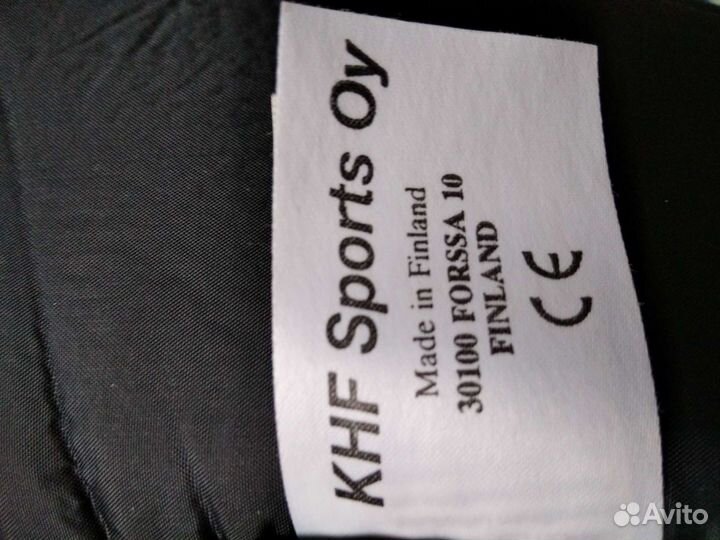 KHF Sports Oy
Made in Finland
30100 FORSSA 10
FINLAND
CE
Avito